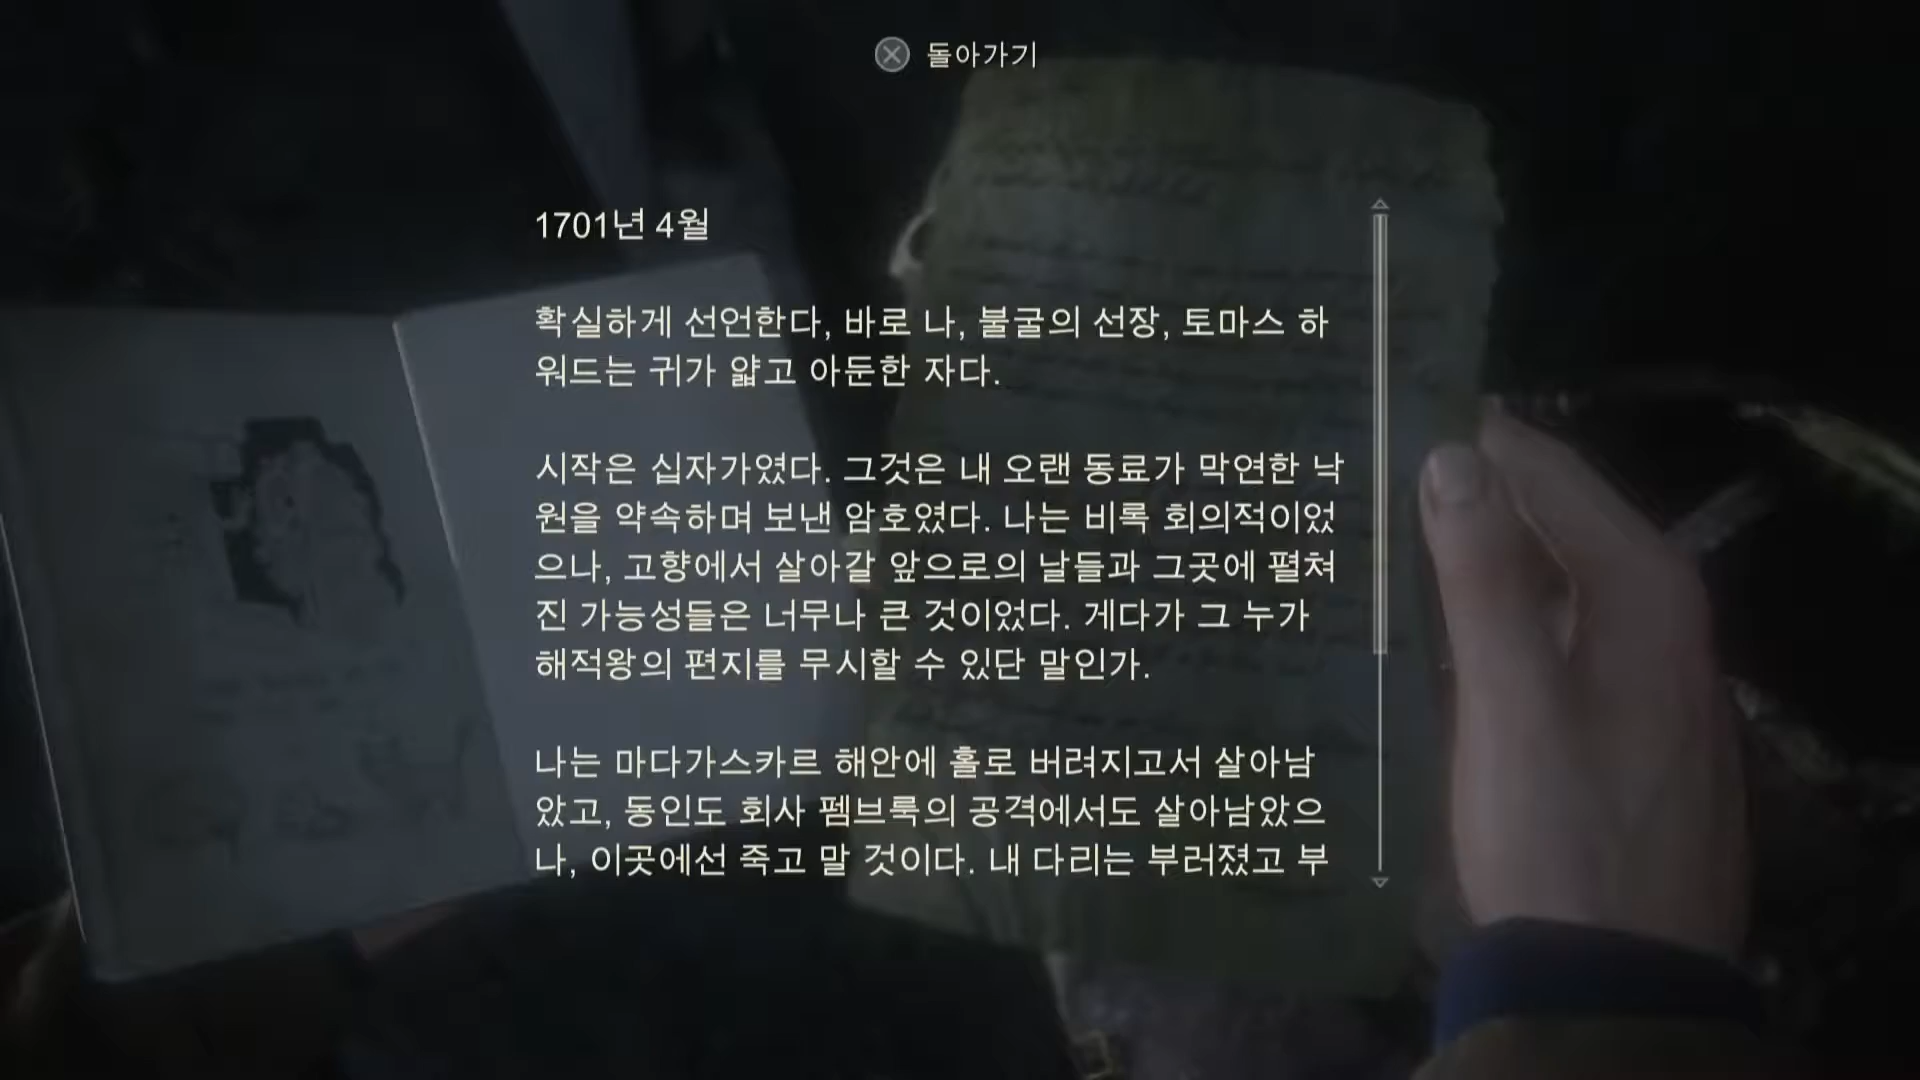 돌아가기
1701년 4월
확실하게 선언한다, 바로 나, 불굴의 선장, 토마스 하
워드는 귀가 얇고 아둔한 자다.
시작은 십자가였다. 그것은 내 오랜 동료가 막연한 낙
원을 약속하며 보낸 암호였다. 나는 비록 회의적이었
으나, 고향에서 살아갈 앞으로의 날들과 그곳에 펼쳐
진 가능성들은 너무나 큰 것이었다. 게다가 그 누가
해적왕의 편지를 무시할 수 있단 말인가.
나는 마다가스카르 해안에 홀로 버려지고서 살아남
았고, 동인도 회사 펨브룩의 공격에서도 살아남았으
나, 이곳에선 죽고 말 것이다. 내 다리는 부러졌고 부